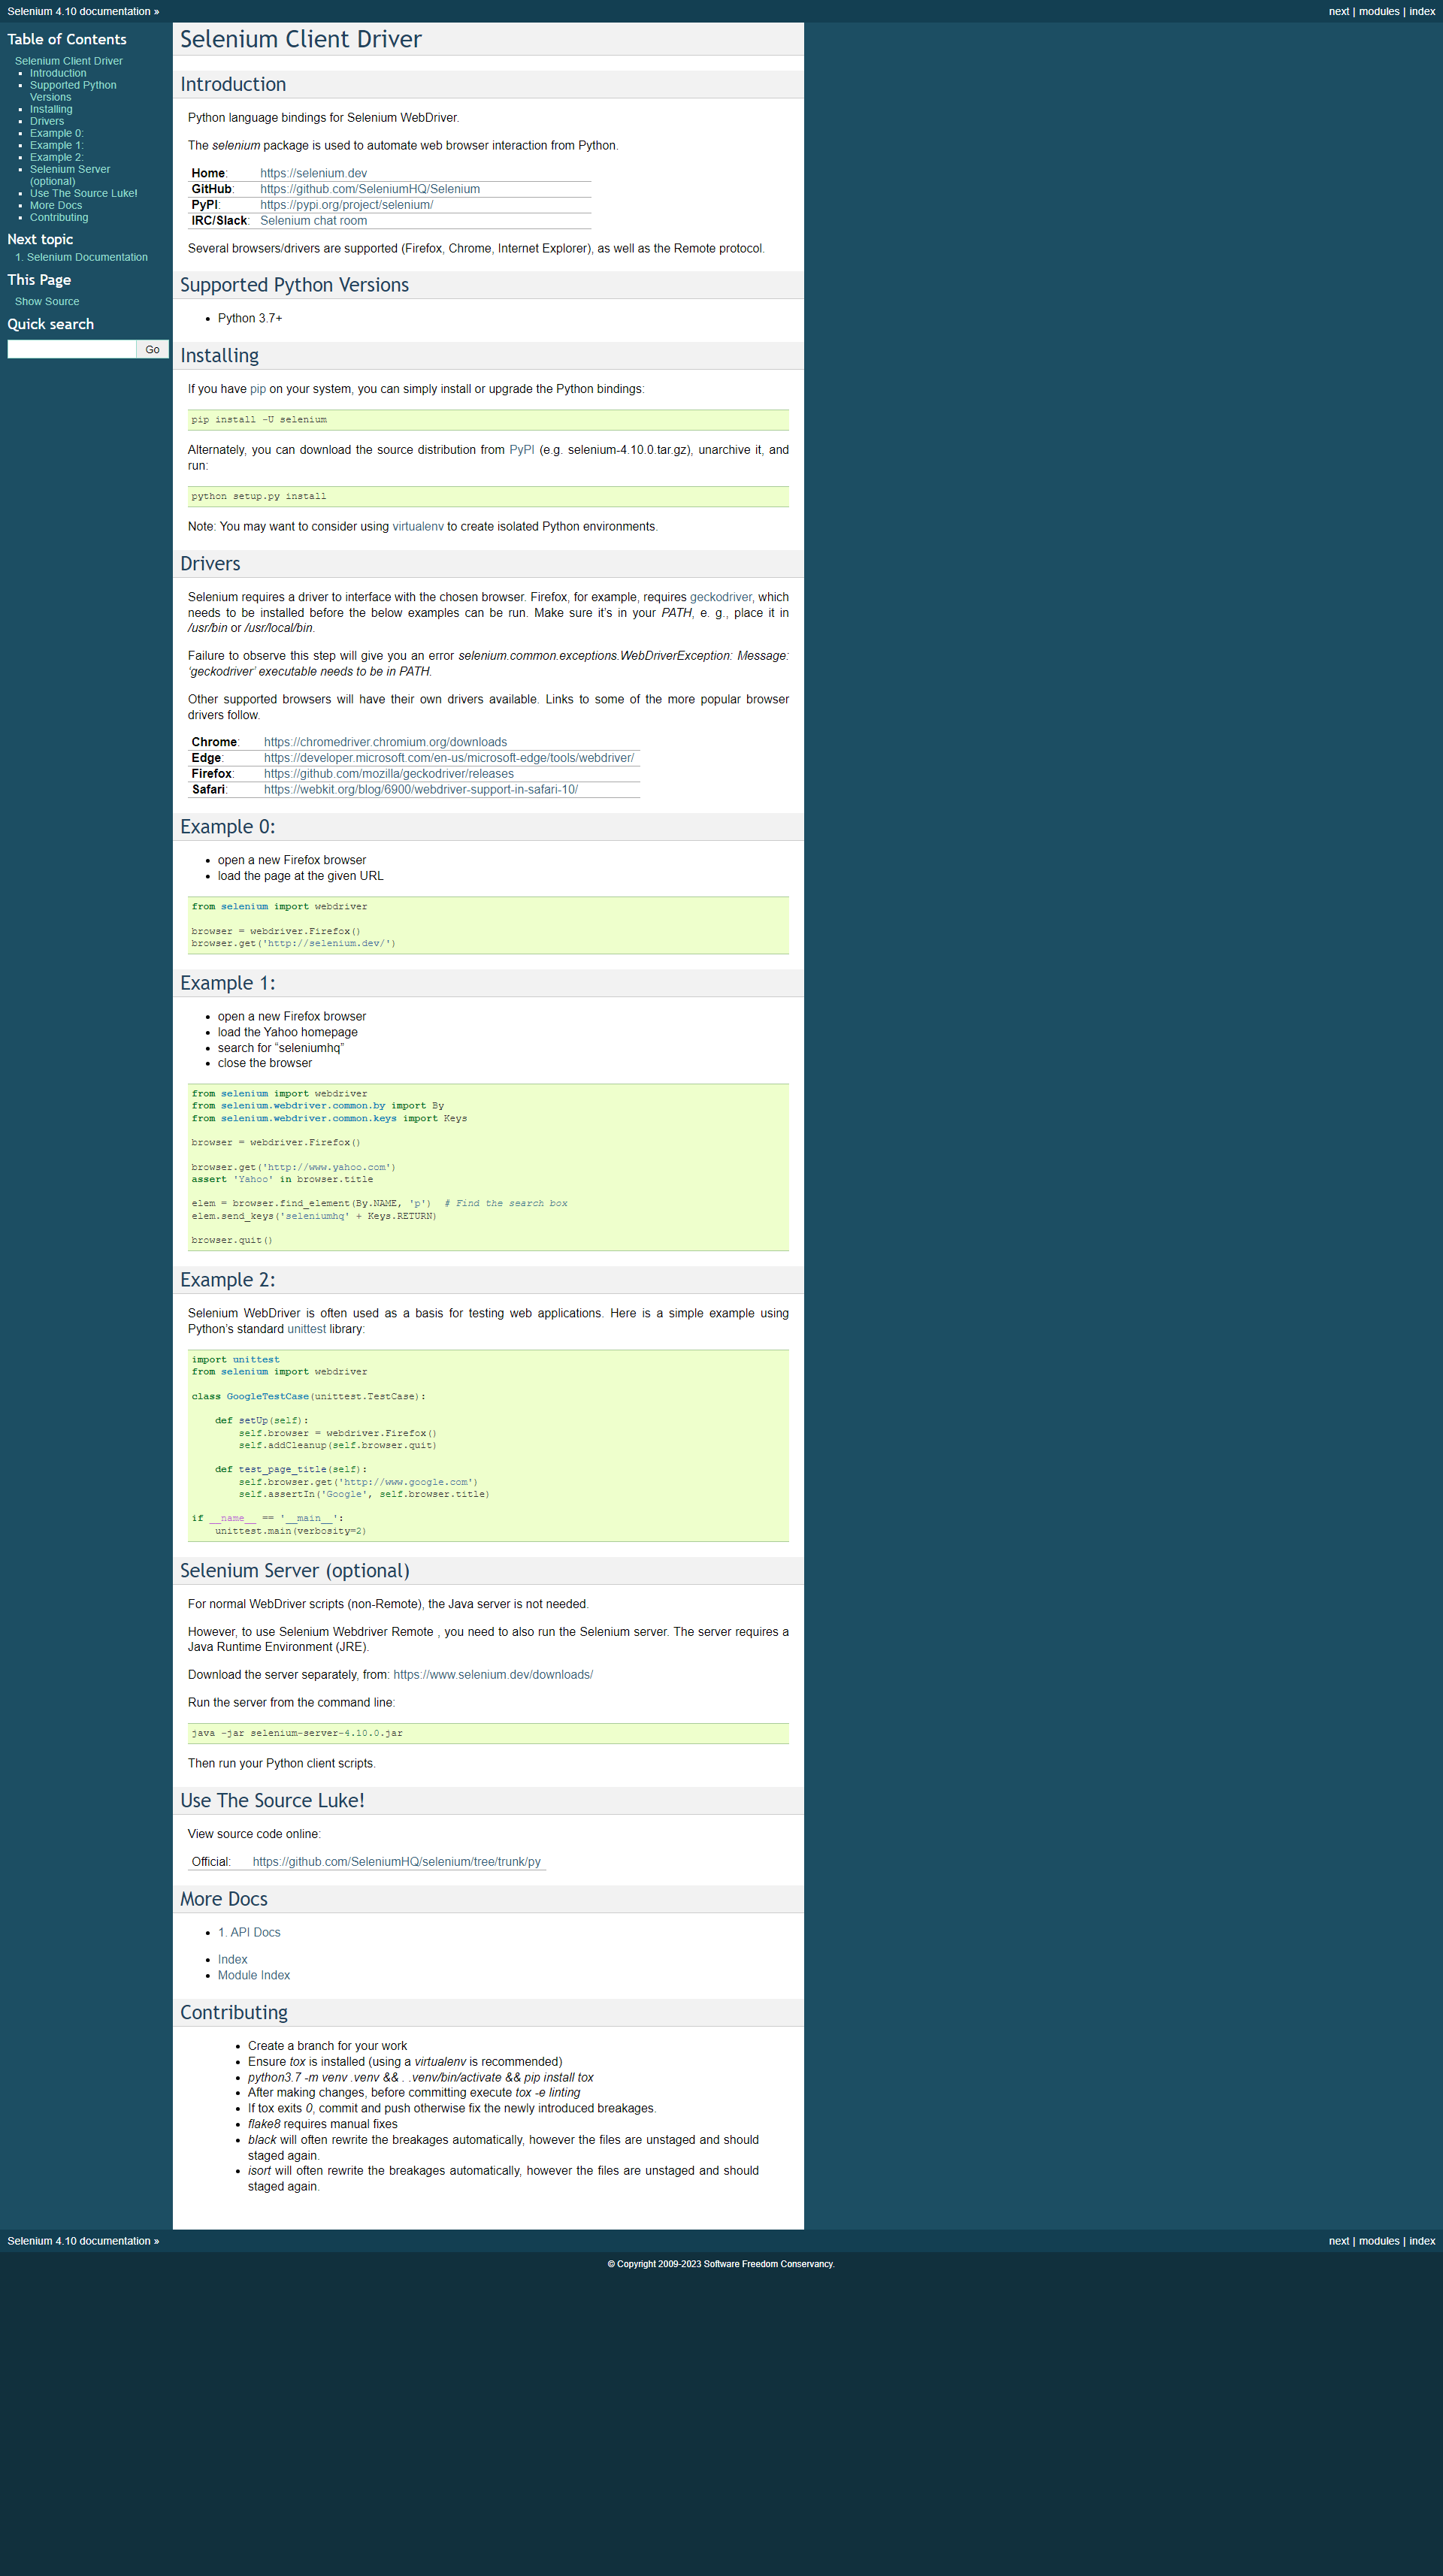 Selenium 4.10 documentation »
next | modules | index
Table of Contents
Selenium Client Driver
Introduction
Supported Python
Versions
Installing
Drivers
Example 0:
Example 1:
Example 2:
Selenium Server
(optional)
Use The Source Luke!
More Docs
Contributing
Next topic
1. Selenium Documentation
This Page
Show Source
Quick search
Go
Selenium Client Driver
Introduction
Python language bindings for Selenium WebDriver.
The selenium package is used to automate web browser interaction from Python.
Home: https://selenium.dev
GitHub: https://github.com/SeleniumHQ/Selenium
PyPI: https://pypi.org/project/selenium/
IRC/Slack: Selenium chat room
Several browsers/drivers are supported (Firefox, Chrome, Internet Explorer), as well as the Remote protocol.
Supported Python Versions
Python 3.7+
Installing
If you have pip on your system, you can simply install or upgrade the Python bindings:
pip install -U selenium
Alternately, you can download the source distribution from PyPI (e.g. selenium-4.10.0.tar.gz), unarchive it, and
run:
python setup.py install
Note: You may want to consider using virtualenv to create isolated Python environments.
Drivers
Selenium requires a driver to interface with the chosen browser. Firefox, for example, requires geckodriver, which
needs to be installed before the below examples can be run. Make sure it’s in your PATH, e. g., place it in
/usr/bin or /usr/local/bin.
Failure to observe this step will give you an error selenium.common.exceptions.WebDriverException: Message:
‘geckodriver’ executable needs to be in PATH.
Other supported browsers will have their own drivers available. Links to some of the more popular browser
drivers follow.
Chrome: https://chromedriver.chromium.org/downloads
Edge: https://developer.microsoft.com/en-us/microsoft-edge/tools/webdriver/
Firefox: https://github.com/mozilla/geckodriver/releases
Safari: https://webkit.org/blog/6900/webdriver-support-in-safari-10/
Example 0:
open a new Firefox browser
load the page at the given URL
from selenium import webdriver
browser = webdriver.Firefox()
browser.get('http://selenium.dev/')
Example 1:
open a new Firefox browser
load the Yahoo homepage
search for “seleniumhq”
close the browser
from selenium import webdriver
from selenium.webdriver.common.by import By
from selenium.webdriver.common.keys import Keys
browser = webdriver.Firefox()
browser.get('http://www.yahoo.com')
assert 'Yahoo' in browser.title
elem = browser.find_element(By.NAME, 'p')  # Find the search box
elem.send_keys('seleniumhq' + Keys.RETURN)
browser.quit()
Example 2:
Selenium WebDriver is often used as a basis for testing web applications. Here is a simple example using
Python’s standard unittest library:
import unittest
from selenium import webdriver
class GoogleTestCase(unittest.TestCase):
    def setUp(self):
        self.browser = webdriver.Firefox()
        self.addCleanup(self.browser.quit)
    def test_page_title(self):
        self.browser.get('http://www.google.com')
        self.assertIn('Google', self.browser.title)
if __name__ == '__main__':
    unittest.main(verbosity=2)
Selenium Server (optional)
For normal WebDriver scripts (non-Remote), the Java server is not needed.
However, to use Selenium Webdriver Remote , you need to also run the Selenium server. The server requires a
Java Runtime Environment (JRE).
Download the server separately, from: https://www.selenium.dev/downloads/
Run the server from the command line:
java -jar selenium-server-4.10.0.jar
Then run your Python client scripts.
Use The Source Luke!
View source code online:
Official: https://github.com/SeleniumHQ/selenium/tree/trunk/py
More Docs
1. API Docs
Index
Module Index
Contributing
Create a branch for your work
Ensure tox is installed (using a virtualenv is recommended)
python3.7 -m venv .venv && . .venv/bin/activate && pip install tox
After making changes, before committing execute tox -e linting
If tox exits 0, commit and push otherwise fix the newly introduced breakages.
flake8 requires manual fixes
black will often rewrite the breakages automatically, however the files are unstaged and should
staged again.
isort will often rewrite the breakages automatically, however the files are unstaged and should
staged again.
Selenium 4.10 documentation »
next | modules | index
© Copyright 2009-2023 Software Freedom Conservancy.